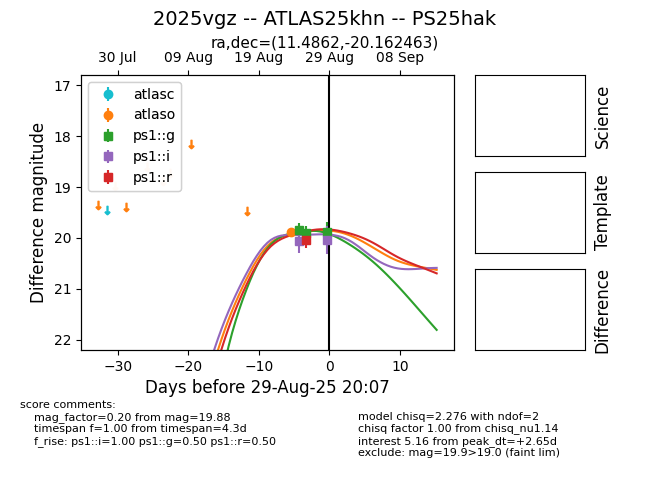 2025vgz -- ATLAS25khn -- PS25hak
ra,dec=(11.4862,-20.162463)
30 Jul 09 Aug 19 Aug 29 Aug 08 Sep
17
18
19
20
21
22
Difference magnitude
atlasc
atlaso
ps1::g
ps1::i
ps1::r
−30 −20 −10 0 10
Days before 29-Aug-25 20:07
Science
Template
Difference
score comments:
mag_factor=0.20 from mag=19.88
timespan f=1.00 from timespan=4.3d
f_rise: ps1::i=1.00 ps1::g=0.50 ps1::r=0.50
model chisq=2.276 with ndof=2
chisq factor 1.00 from chisq_nu1.14
interest 5.16 from peak_dt=+2.65d
exclude: mag=19.9>19.0 (faint lim)